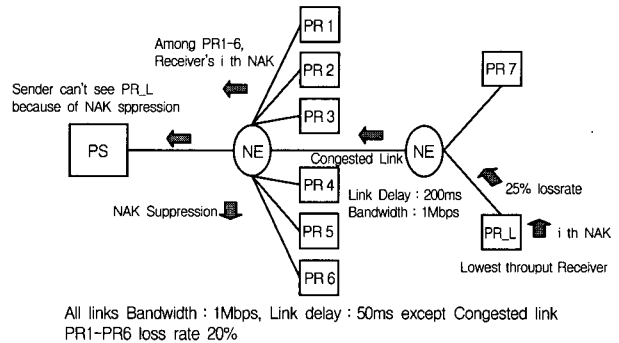 PR 1
Among PR1-6,
Receiver's i th NAK
PR 2
PR 7
Sender can't see PR_L
because of NAK sppression
PR 3
PS
NE
Congested Link
NE
PR 4
Link Delay : 200ms
Bandwidth : 1Mbps
25% lossrate
NAK Suppression
PR 5
PR_L
i th NAK
PR 6
Lowest throuput Receiver
All links Bandwidth : 1Mbps, Link delay : 50ms except Congested link
PR1-PR6 loss rate 20%